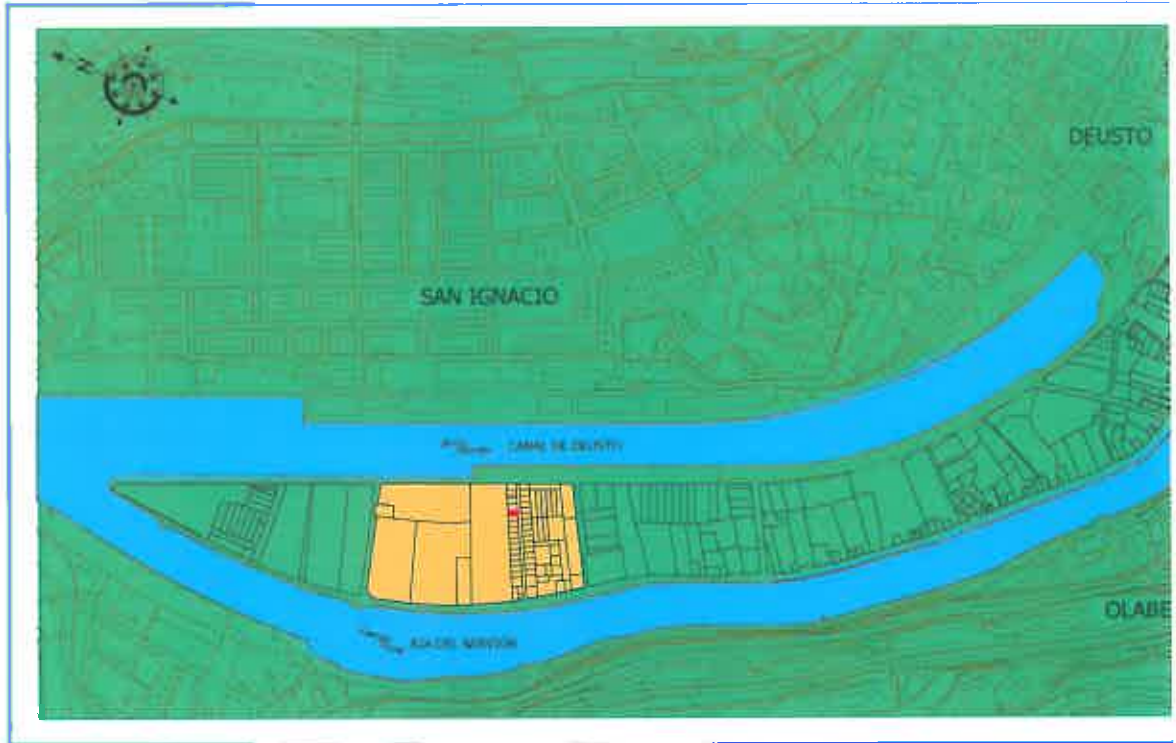 DEUSTO
SAN IGNACIO
CANAL DE DEUSTO
RIA DEL NERVION
OLABE